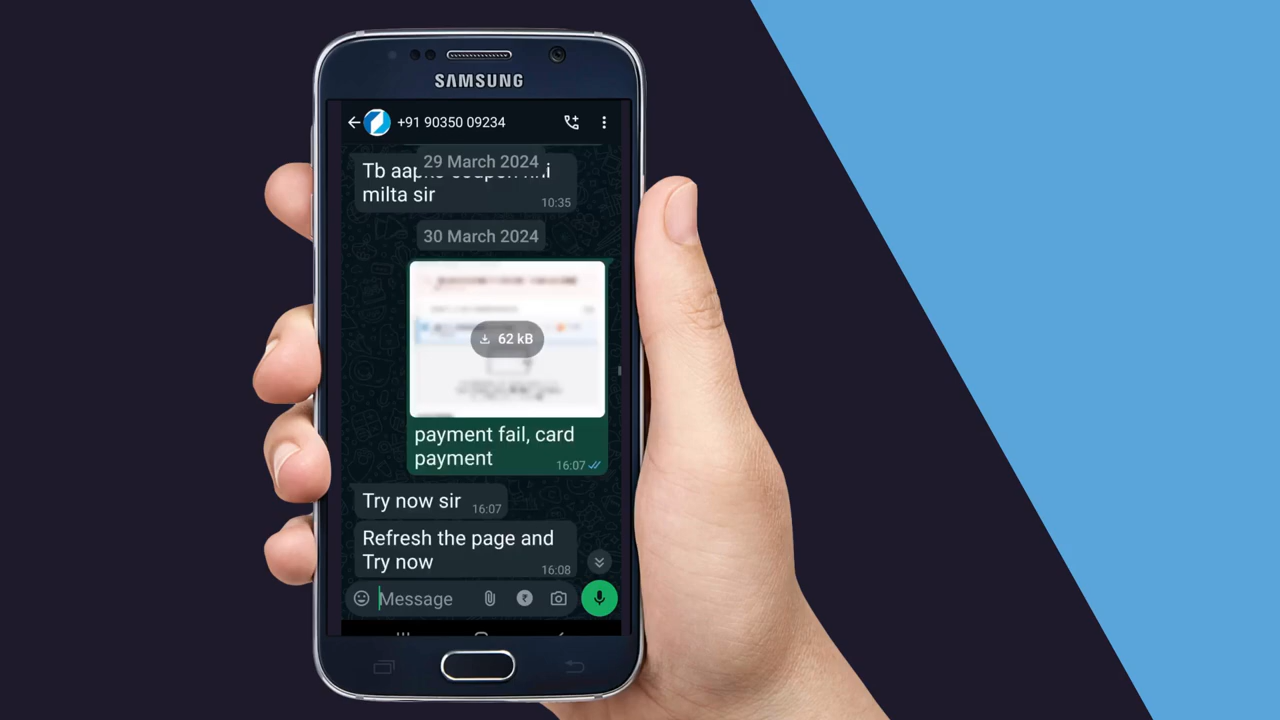 SAMSUNG
+91 90350 09234
29 March 2024
Tb aap
milta sir
10:35
30 March 2024
62 kB
payment fail, card
payment
16:07
Try now sir
16:07
Refresh the page and
Try now
16:08
Message